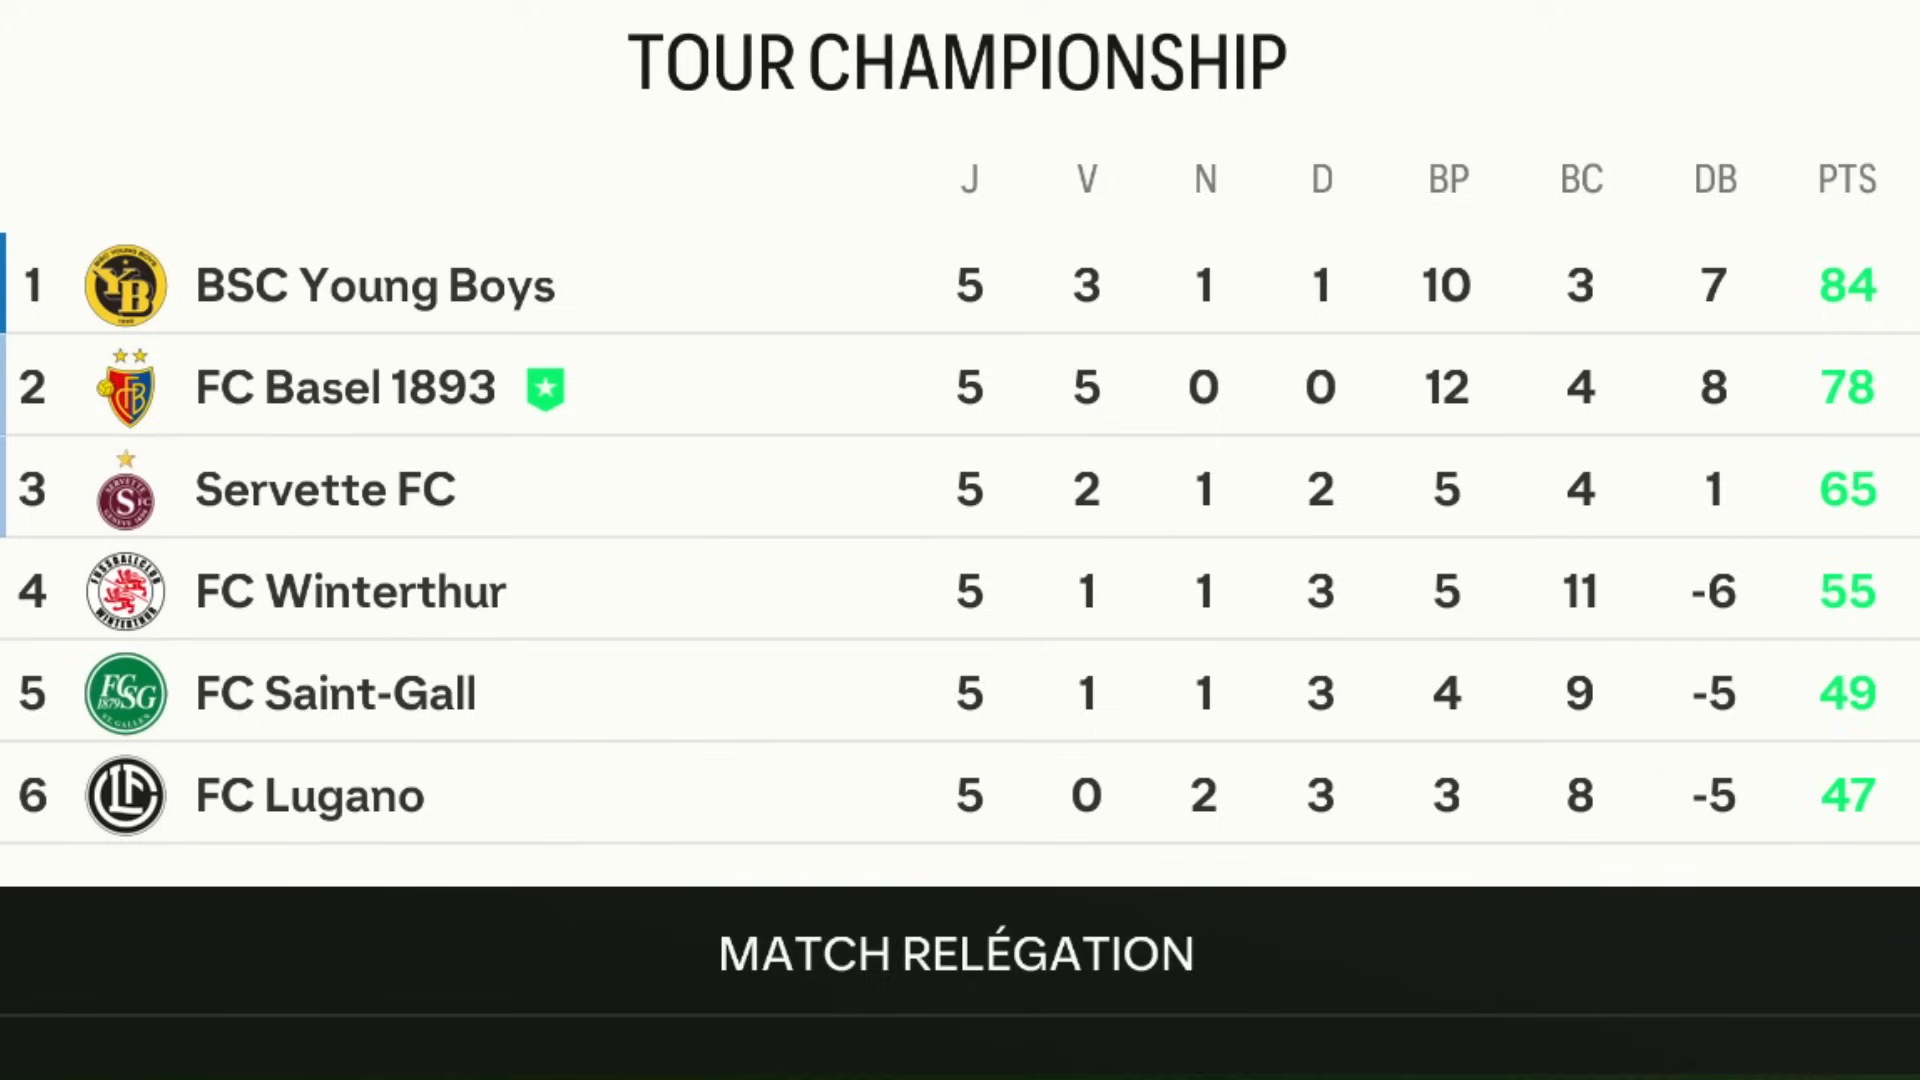 TOUR CHAMPIONSHIP
J V N D BP BC DB PTS
1 BSC Young Boys 5 3 1 1 10 3 7 84
2 FC Basel 1893 5 5 0 0 12 4 8 78
3 Servette FC 5 2 1 2 5 4 1 65
4 FC Winterthur 5 1 1 3 5 11 -6 55
5 FC Saint-Gall 5 1 1 3 4 9 -5 49
6 FC Lugano 5 0 2 3 3 8 -5 47
MATCH RELÉGATION